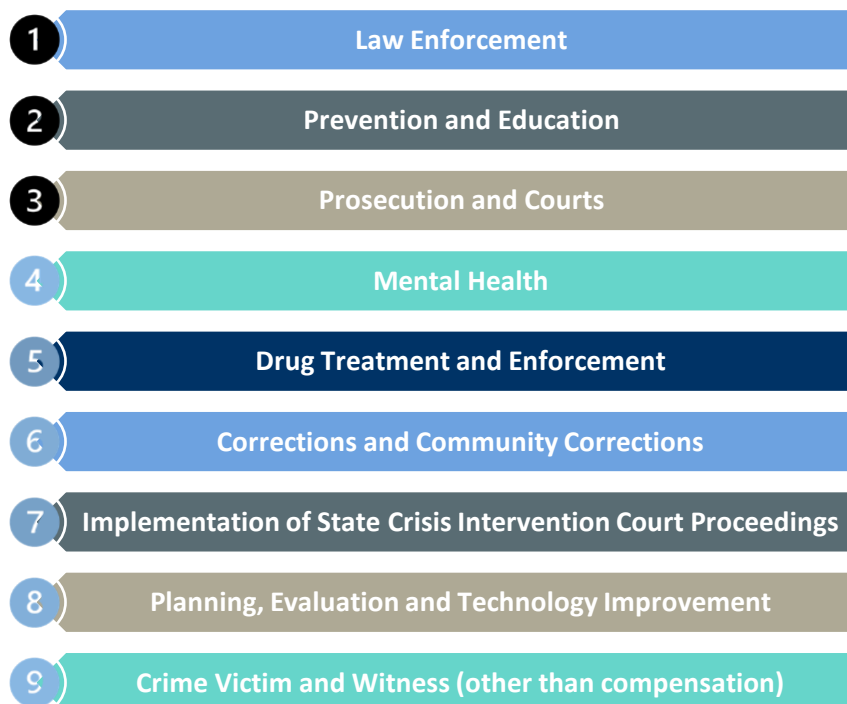 1 Law Enforcement
2 Prevention and Education
3 Prosecution and Courts
4 Mental Health
5 Drug Treatment and Enforcement
6 Corrections and Community Corrections
7 Implementation of State Crisis Intervention Court Proceedings
8 Planning, Evaluation and Technology Improvement
9 Crime Victim and Witness (other than compensation)